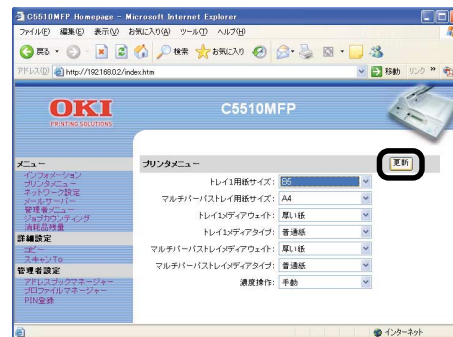 C5510MFP Homepage - Microsoft Internet Explorer
ファイル(F) 編集(E) 表示(V) お気に入り(A) ツール(T) ヘルプ(H)
戻る 検索 お気に入り
アドレス(D) http://192.168.0.2/index.htm 移動 リンク »
OKI
PRINTING SOLUTIONS
C5510MFP
メニュー
インフォメーション
プリンタメニュー
ネットワーク設定
メールサーバー
管理者メニュー
ジョブカウンティング
消耗品残量
詳細設定
コピー
スキャンTo
管理者設定
アドレスブックマネージャー
プロファイルマネージャー
PIN登録
プリンタメニュー
更新
トレイ1用紙サイズ: B5
マルチパーパストレイ用紙サイズ: A4
トレイ1メディアウェイト: 厚い紙
トレイ1メディアタイプ: 普通紙
マルチパーパストレイメディアウェイト: 厚い紙
マルチパーパストレイメディアタイプ: 普通紙
濃度操作: 手動
インターネット